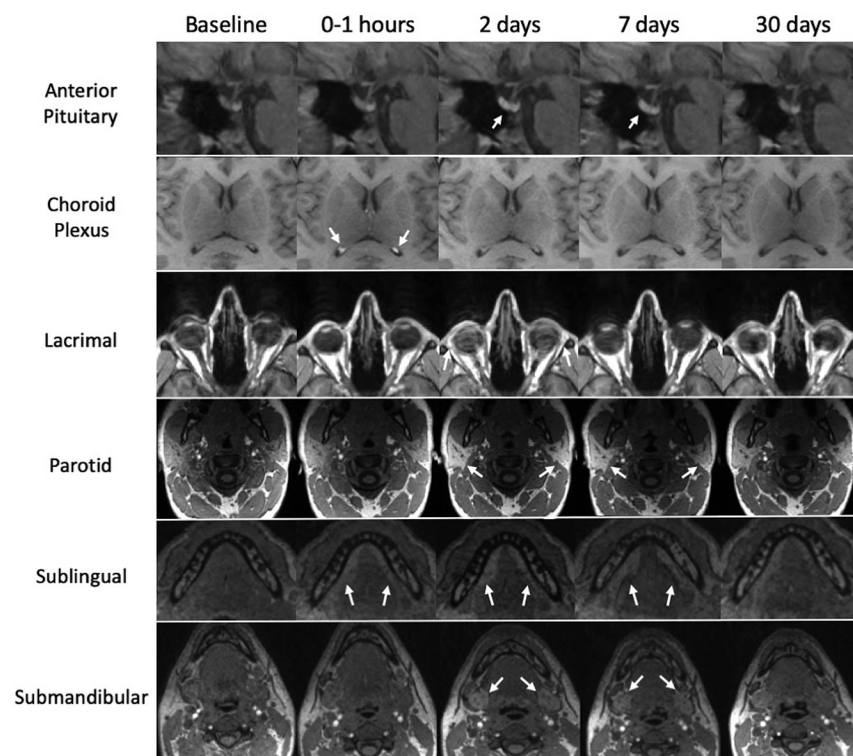 Baseline 0-1 hours 2 days 7 days 30 days
Anterior
Pituitary
Choroid
Plexus
Lacrimal
Parotid
Sublingual
Submandibular